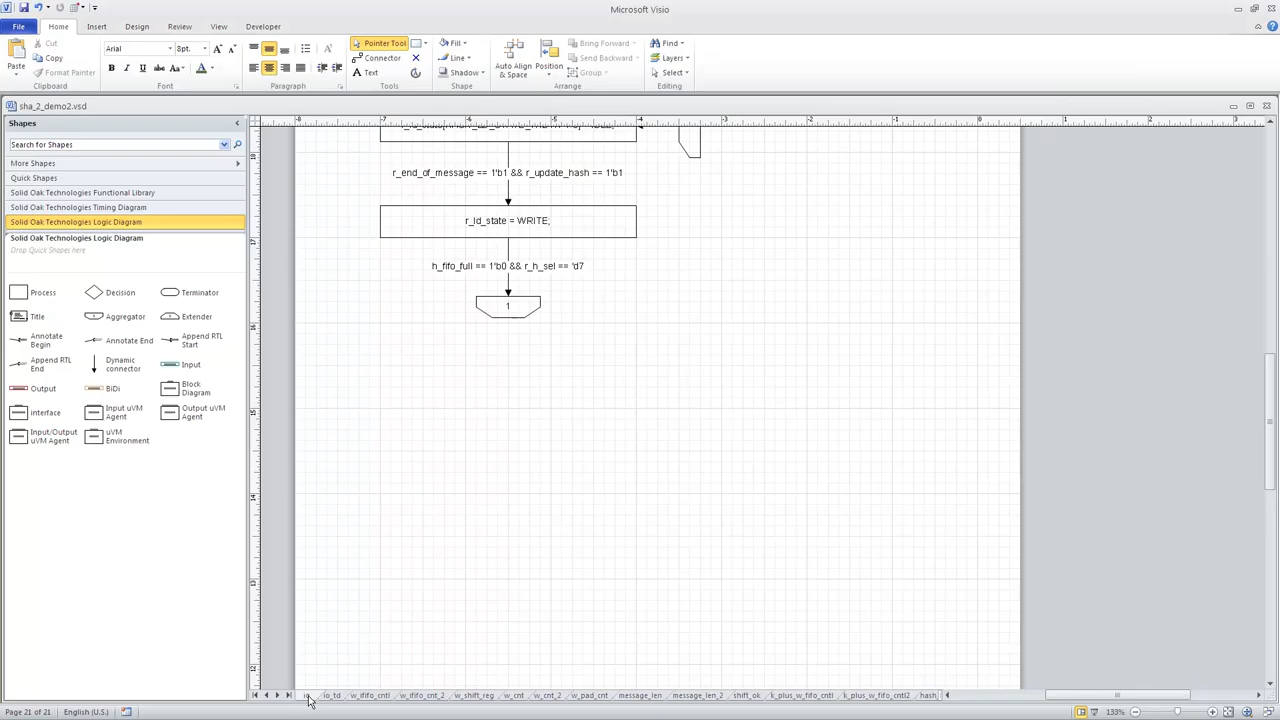 Microsoft Visio
File Home Insert Design Review View Developer
Paste
Cut
Copy
Format Painter
Clipboard
Arial 8pt.
B I U abc Aa A
Font
Paragraph
Pointer Tool
Connector
Text
Tools
Fill
Line
Shadow
Shape
Auto Align & Space
Position
Bring Forward
Send Backward
Group
Arrange
Find
Layers
Select
Editing
sha_2_demo2.vsd
Shapes
Search for Shapes
More Shapes
Quick Shapes
Solid Oak Technologies Functional Library
Solid Oak Technologies Timing Diagram
Solid Oak Technologies Logic Diagram
Solid Oak Technologies Logic Diagram
Drop Quick Shapes here
Process Decision Terminator
Title Aggregator Extender
Annotate Begin
Annotate End
Append RTL Start
Append RTL End
Dynamic connector
Input
Output BiDi
Block Diagram
interface
Input uVM Agent
Output uVM Agent
Input/Output uVM Agent
uVM Environment
r_end_of_message == 1'b1 && r_update_hash == 1'b1
r_ld_state = WRITE;
h_fifo_full == 1'b0 && r_h_sel == 'd7
1
io_td w_ififo_cntl w_ififo_cnt_2 w_shift_reg w_cnt w_cnt_2 w_pad_cnt message_len message_len_2 shift_ok k_plus_w_fifo_cntl k_plus_w_fifo_cntl2 hash_
Page 21 of 21 English (U.S.) 133%